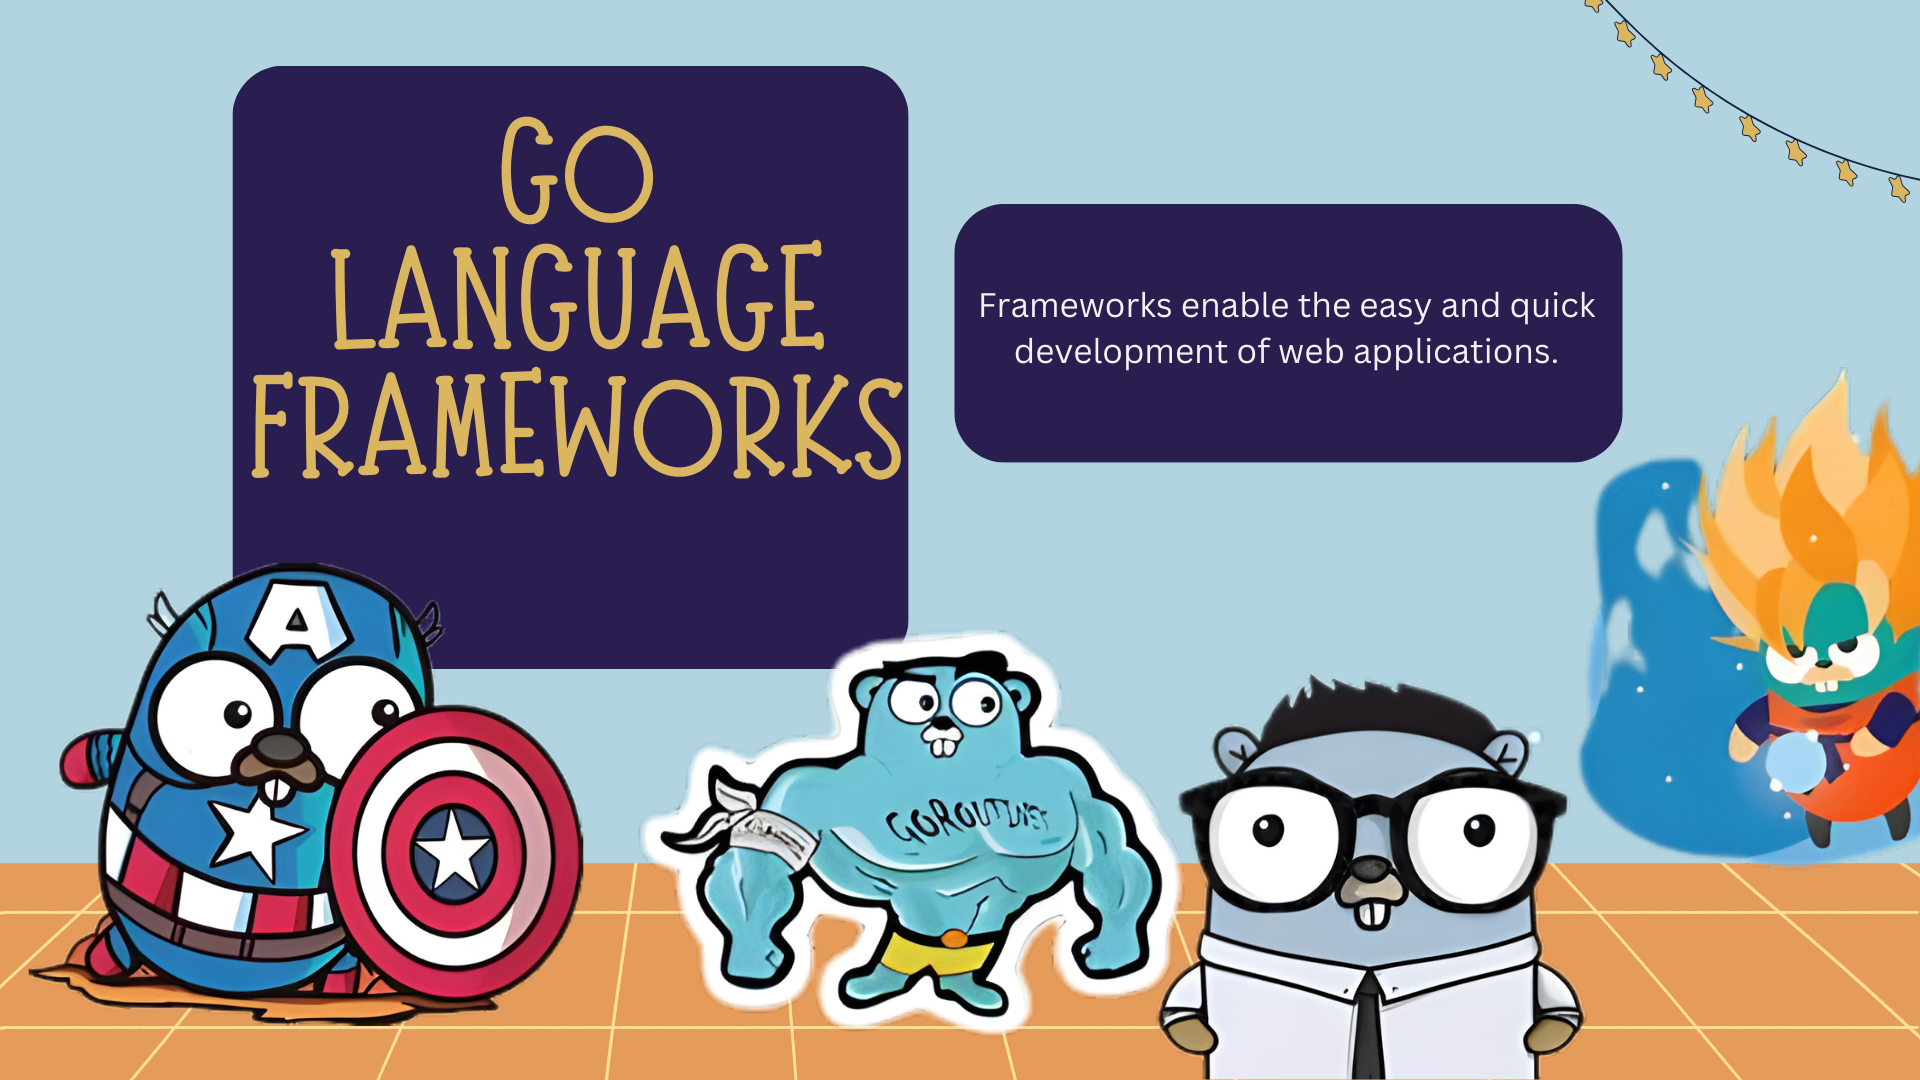 GO
LANGUAGE
FRAMEWORKS
Frameworks enable the easy and quick
development of web applications.
A